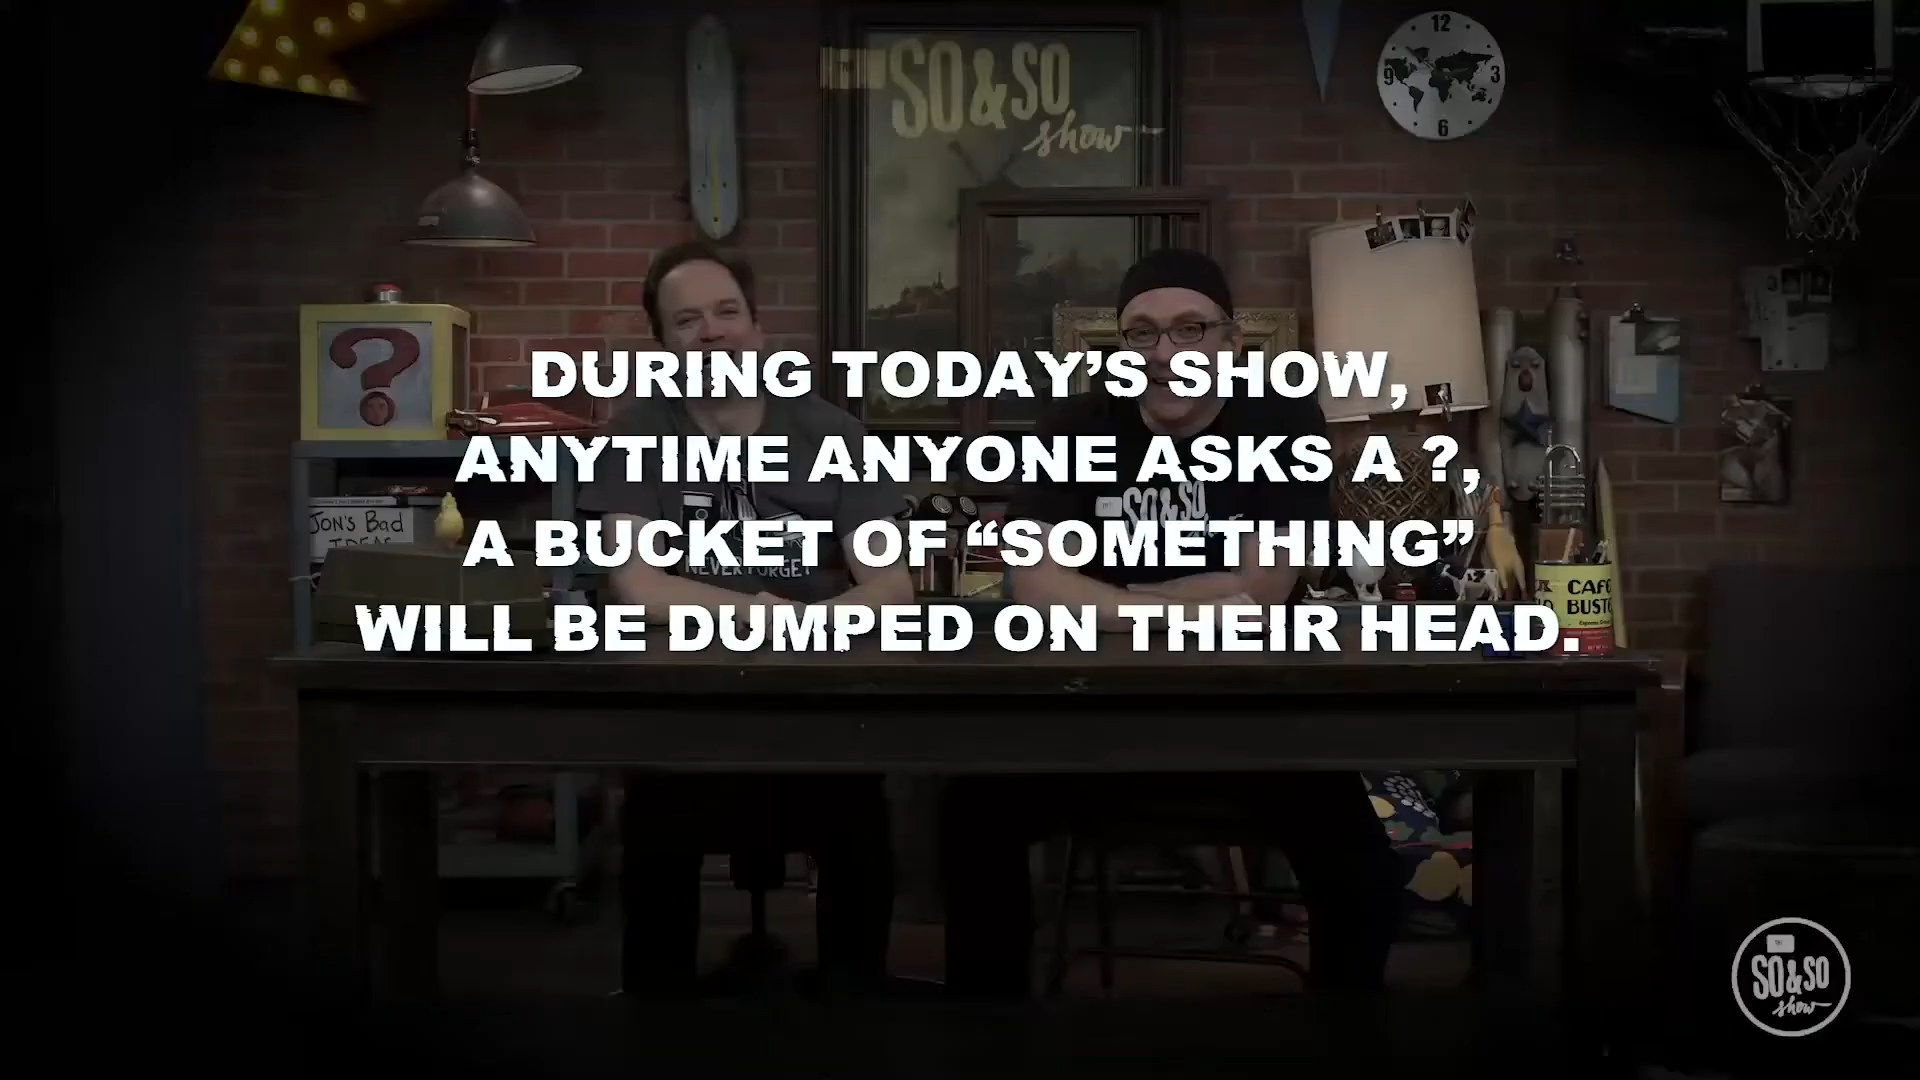 12
9
3
6
SO & SO
show
DURING TODAY’S SHOW,
ANYTIME ANYONE ASKS A ?,
A BUCKET OF “SOMETHING”
WILL BE DUMPED ON THEIR HEAD.
?
JON'S Bad
IDEAS
NEVER FORGET
SO & SO
CAFE
BUST
SO & SO
show